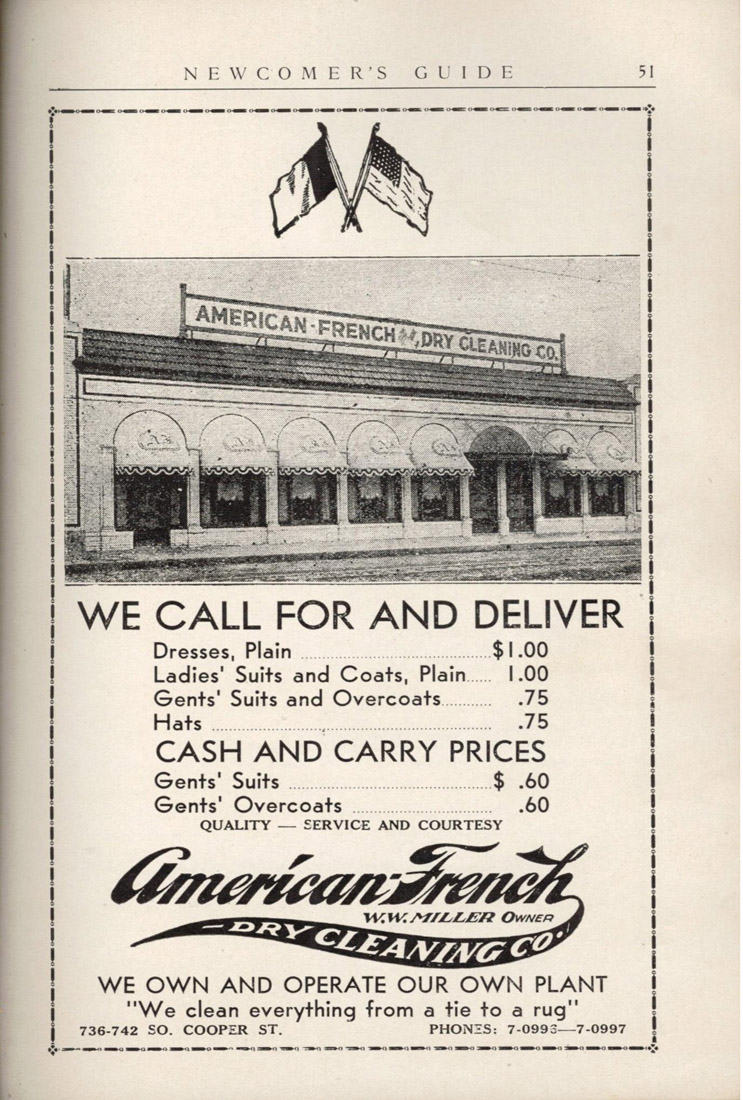 NEWCOMER'S GUIDE 51
AMERICAN-FRENCH DRY CLEANING CO.
WE CALL FOR AND DELIVER
Dresses, Plain ........ $1.00
Ladies' Suits and Coats, Plain...... 1.00
Gents' Suits and Overcoats........... .75
Hats ........ .75
CASH AND CARRY PRICES
Gents' Suits ........ $ .60
Gents' Overcoats ........ .60
QUALITY — SERVICE AND COURTESY
American-French
W.W. MILLER OWNER
DRY CLEANING CO.
WE OWN AND OPERATE OUR OWN PLANT
"We clean everything from a tie to a rug"
736-742 SO. COOPER ST. PHONES: 7-0996—7-0997